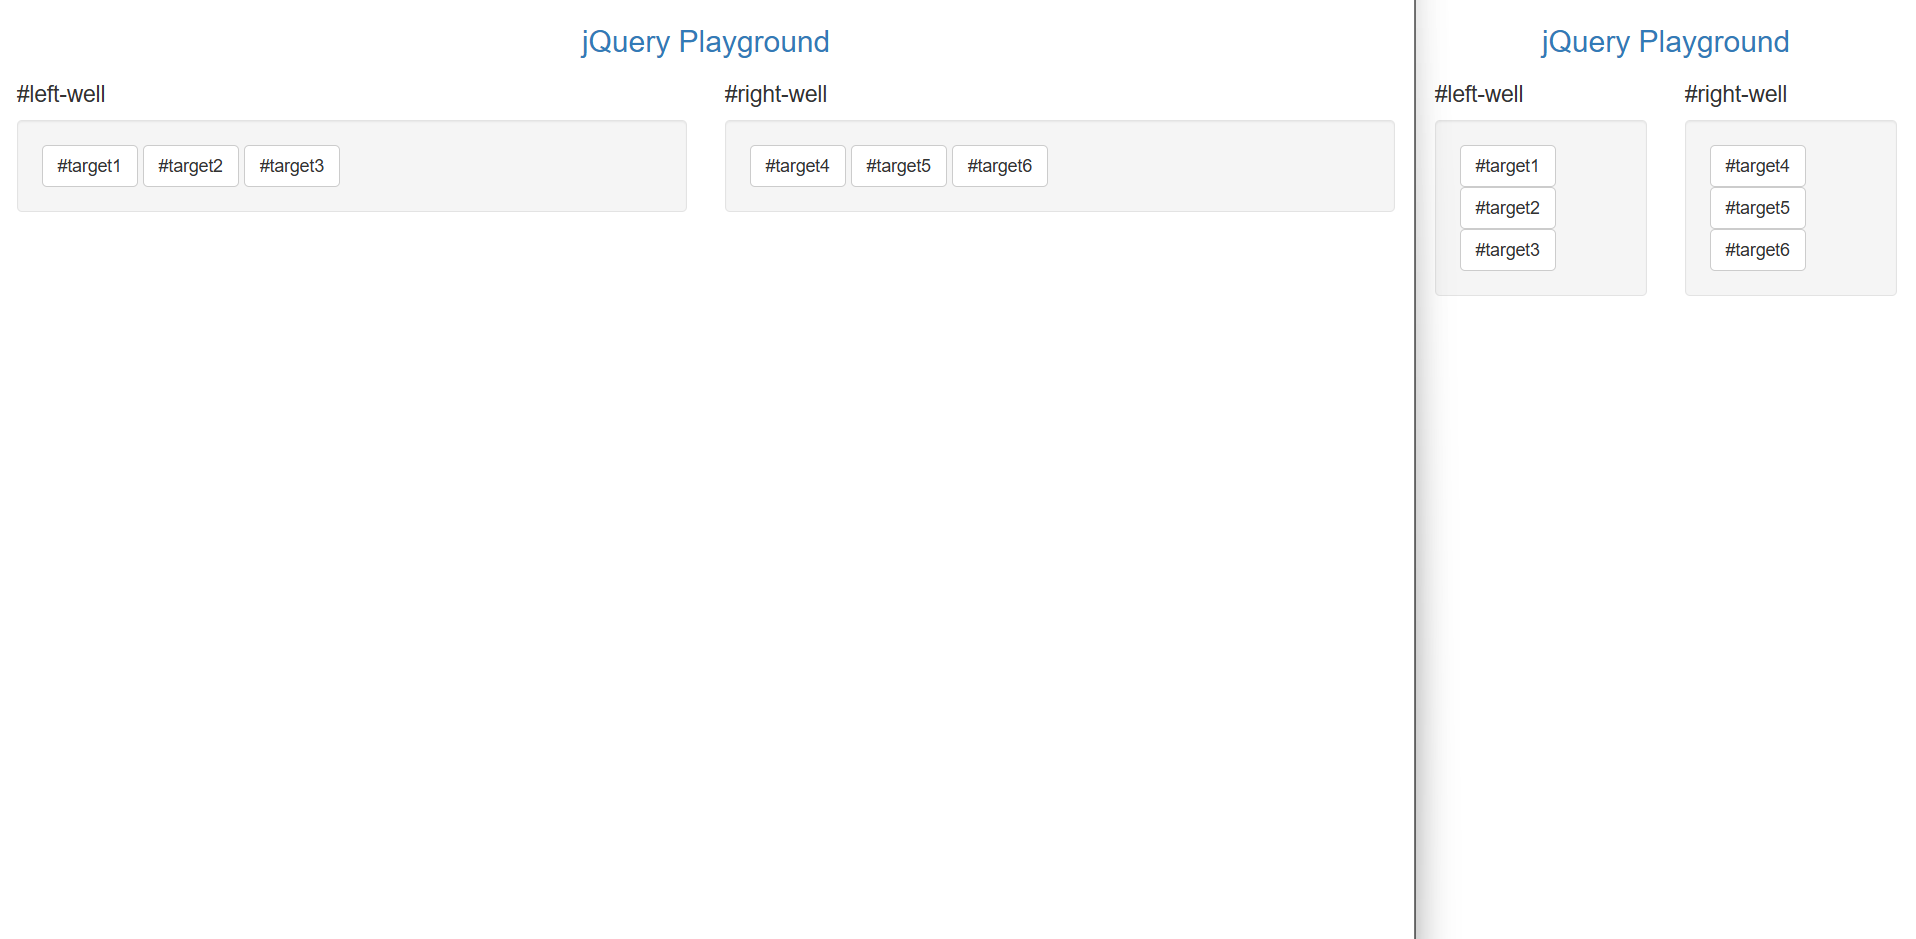 jQuery Playground
#left-well
#right-well
#target1 #target2 #target3
#target4 #target5 #target6
jQuery Playground
#left-well
#right-well
#target1
#target2
#target3
#target4
#target5
#target6